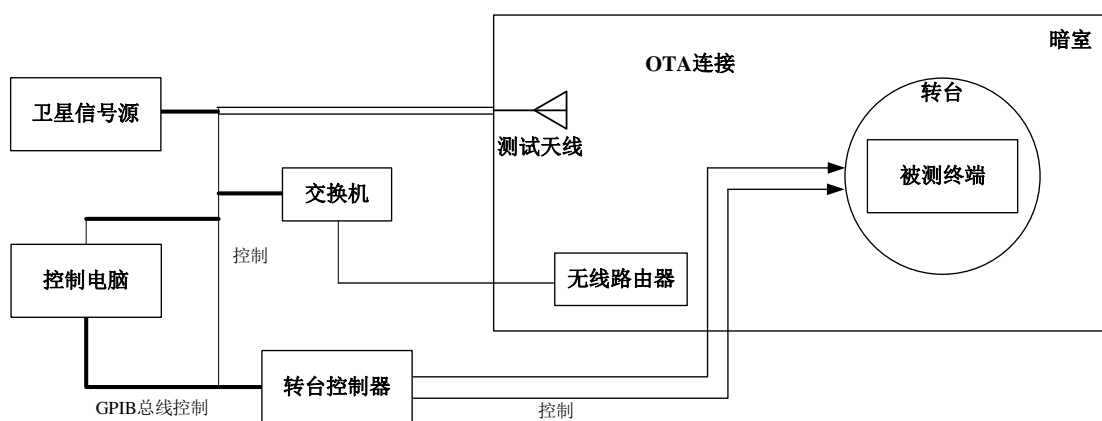 暗室
OTA连接
卫星信号源
转台
测试天线
被测终端
交换机
控制
控制电脑
无线路由器
转台控制器
GPIB总线控制
控制